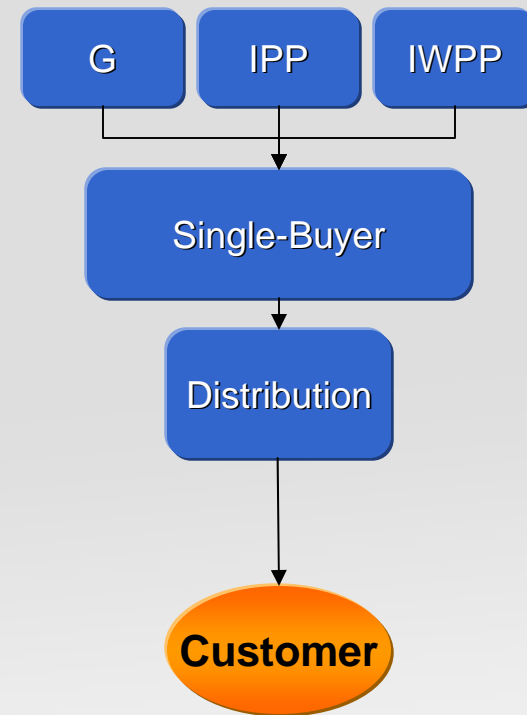 G
IPP
IWPP
Single-Buyer
Distribution
Customer